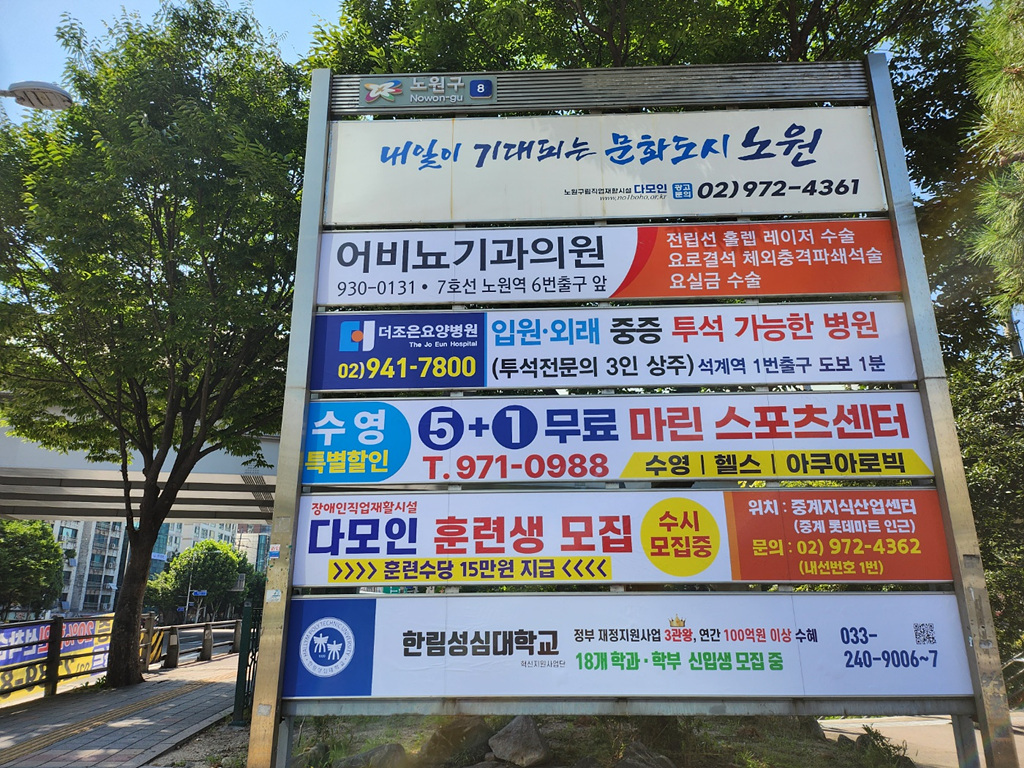 노원구 8
Nowon-gu
내일이 기대되는 문화도시 노원
노원구립직업재활시설 다모인 광고문의 02) 972-4361
www.no1boho.or.kr
어비뇨기과의원
930-0131 • 7호선 노원역 6번출구 앞
전립선 홀렙 레이저 수술
요로결석 체외충격파쇄석술
요실금 수술
더조은요양병원
The Jo Eun Hospital
02)941-7800
입원·외래 중증 투석 가능한 병원
(투석전문의 3인 상주) 석계역 1번출구 도보 1분
수영
특별할인
5+1 무료 마린 스포츠센터
T. 971-0988
수영 | 헬스 | 아쿠아로빅
장애인직업재활시설
다모인 훈련생 모집
>>>> 훈련수당 15만원 지급 <<<<
수시
모집중
위치 : 중계지식산업센터
(중계 롯데마트 인근)
문의 : 02) 972-4362
(내선번호 1번)
한림성심대학교
혁신지원사업단
정부 재정지원사업 3관왕, 연간 100억원 이상 수혜
18개 학과·학부 신입생 모집 중
033-
240-9006~7